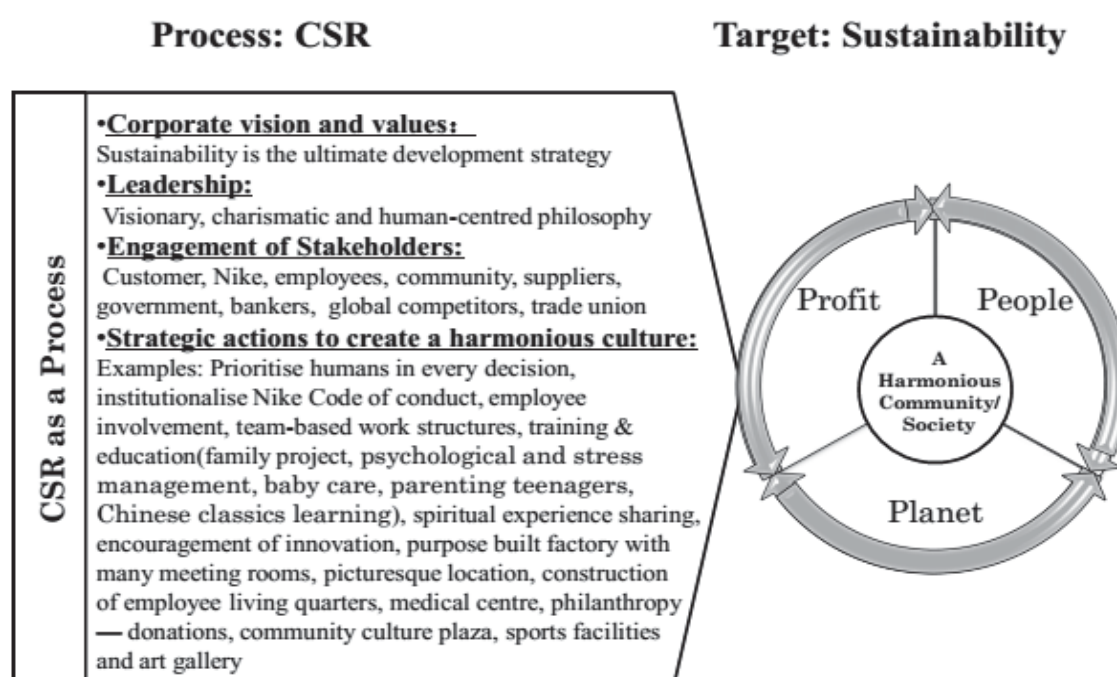 Process: CSR
Target: Sustainability
CSR as a Process
•Corporate vision and values：
Sustainability is the ultimate development strategy
•Leadership:
Visionary, charismatic and human-centred philosophy
•Engagement of Stakeholders:
Customer, Nike, employees, community, suppliers,
government, bankers, global competitors, trade union
•Strategic actions to create a harmonious culture:
Examples: Prioritise humans in every decision,
institutionalise Nike Code of conduct, employee
involvement, team-based work structures, training &
education(family project, psychological and stress
management, baby care, parenting teenagers,
Chinese classics learning), spiritual experience sharing,
encouragement of innovation, purpose built factory with
many meeting rooms, picturesque location, construction
of employee living quarters, medical centre, philanthropy
— donations, community culture plaza, sports facilities
and art gallery
Profit
People
A
Harmonious
Community/
Society
Planet